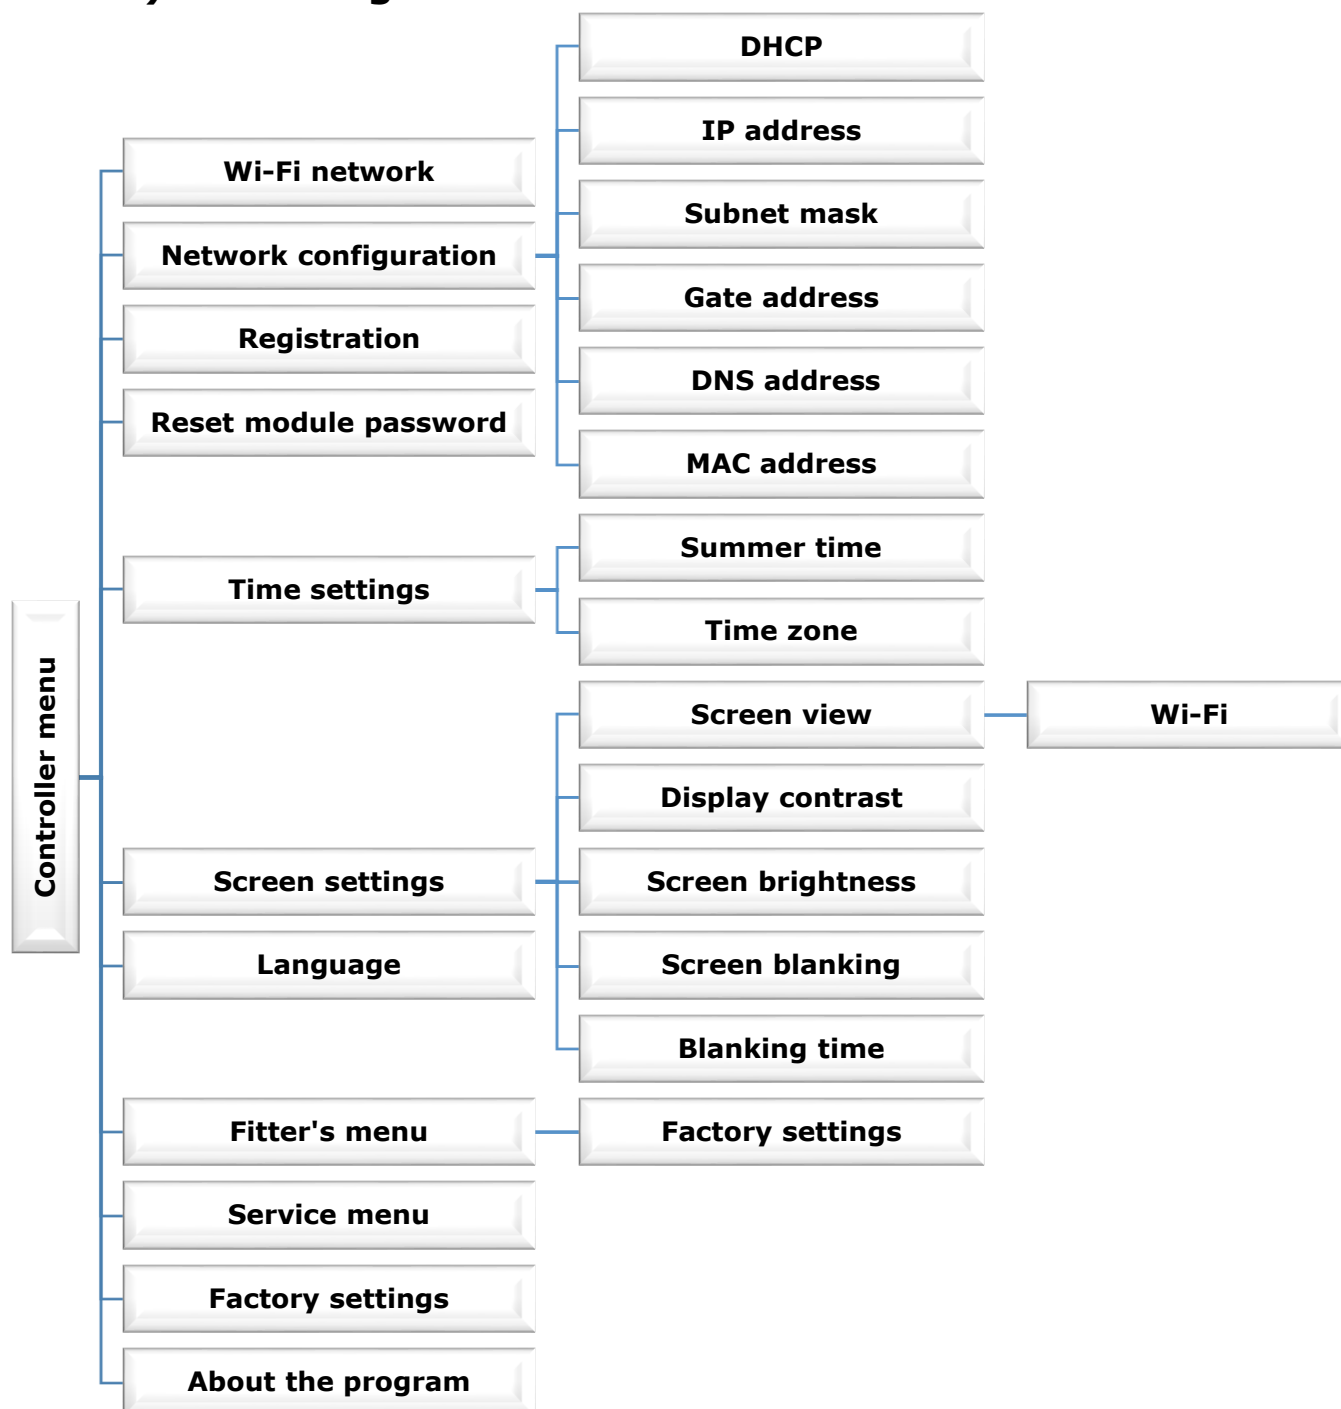 Controller menu
Wi-Fi network
Network configuration
DHCP
IP address
Subnet mask
Gate address
DNS address
MAC address
Registration
Reset module password
Time settings
Summer time
Time zone
Screen settings
Screen view
Wi-Fi
Display contrast
Screen brightness
Screen blanking
Blanking time
Language
Fitter's menu
Factory settings
Service menu
Factory settings
About the program